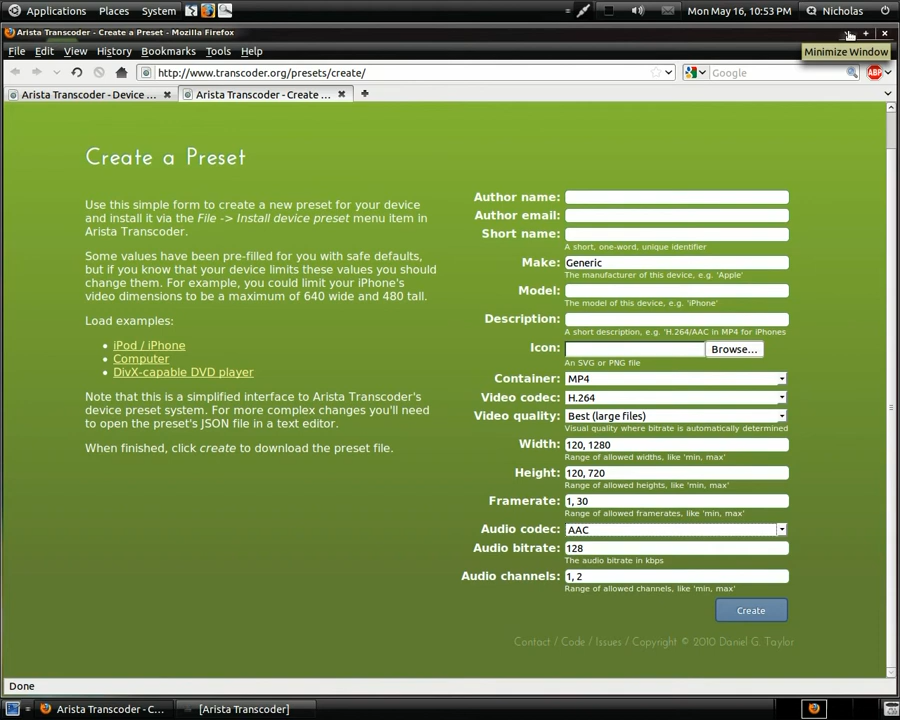 Applications Places System Mon May 16, 10:53 PM Nicholas
Arista Transcoder - Create a Preset - Mozilla Firefox
File Edit View History Bookmarks Tools Help
Minimize Window
http://www.transcoder.org/presets/create/ Google ABP
Arista Transcoder - Device ... Arista Transcoder - Create ...
Create a Preset
Use this simple form to create a new preset for your device
and install it via the File -> Install device preset menu item in
Arista Transcoder.
Some values have been pre-filled for you with safe defaults,
but if you know that your device limits these values you should
change them. For example, you could limit your iPhone's
video dimensions to be a maximum of 640 wide and 480 tall.
Load examples:
• iPod / iPhone
• Computer
• DivX-capable DVD player
Note that this is a simplified interface to Arista Transcoder's
device preset system. For more complex changes you'll need
to open the preset's JSON file in a text editor.
When finished, click create to download the preset file.
Author name:
Author email:
Short name:
A short, one-word, unique identifier
Make: Generic
The manufacturer of this device, e.g. 'Apple'
Model:
The model of this device, e.g. 'iPhone'
Description:
A short description, e.g. 'H.264/AAC in MP4 for iPhones
Icon: Browse...
An SVG or PNG file
Container: MP4
Video codec: H.264
Video quality: Best (large files)
Visual quality where bitrate is automatically determined
Width: 120, 1280
Range of allowed widths, like 'min, max'
Height: 120, 720
Range of allowed heights, like 'min, max'
Framerate: 1, 30
Range of allowed framerates, like 'min, max'
Audio codec: AAC
Audio bitrate: 128
The audio bitrate in kbps
Audio channels: 1, 2
Range of allowed channels, like 'min, max'
Create
Contact / Code / Issues / Copyright © 2010 Daniel G. Taylor
Done
Arista Transcoder - C... [Arista Transcoder]